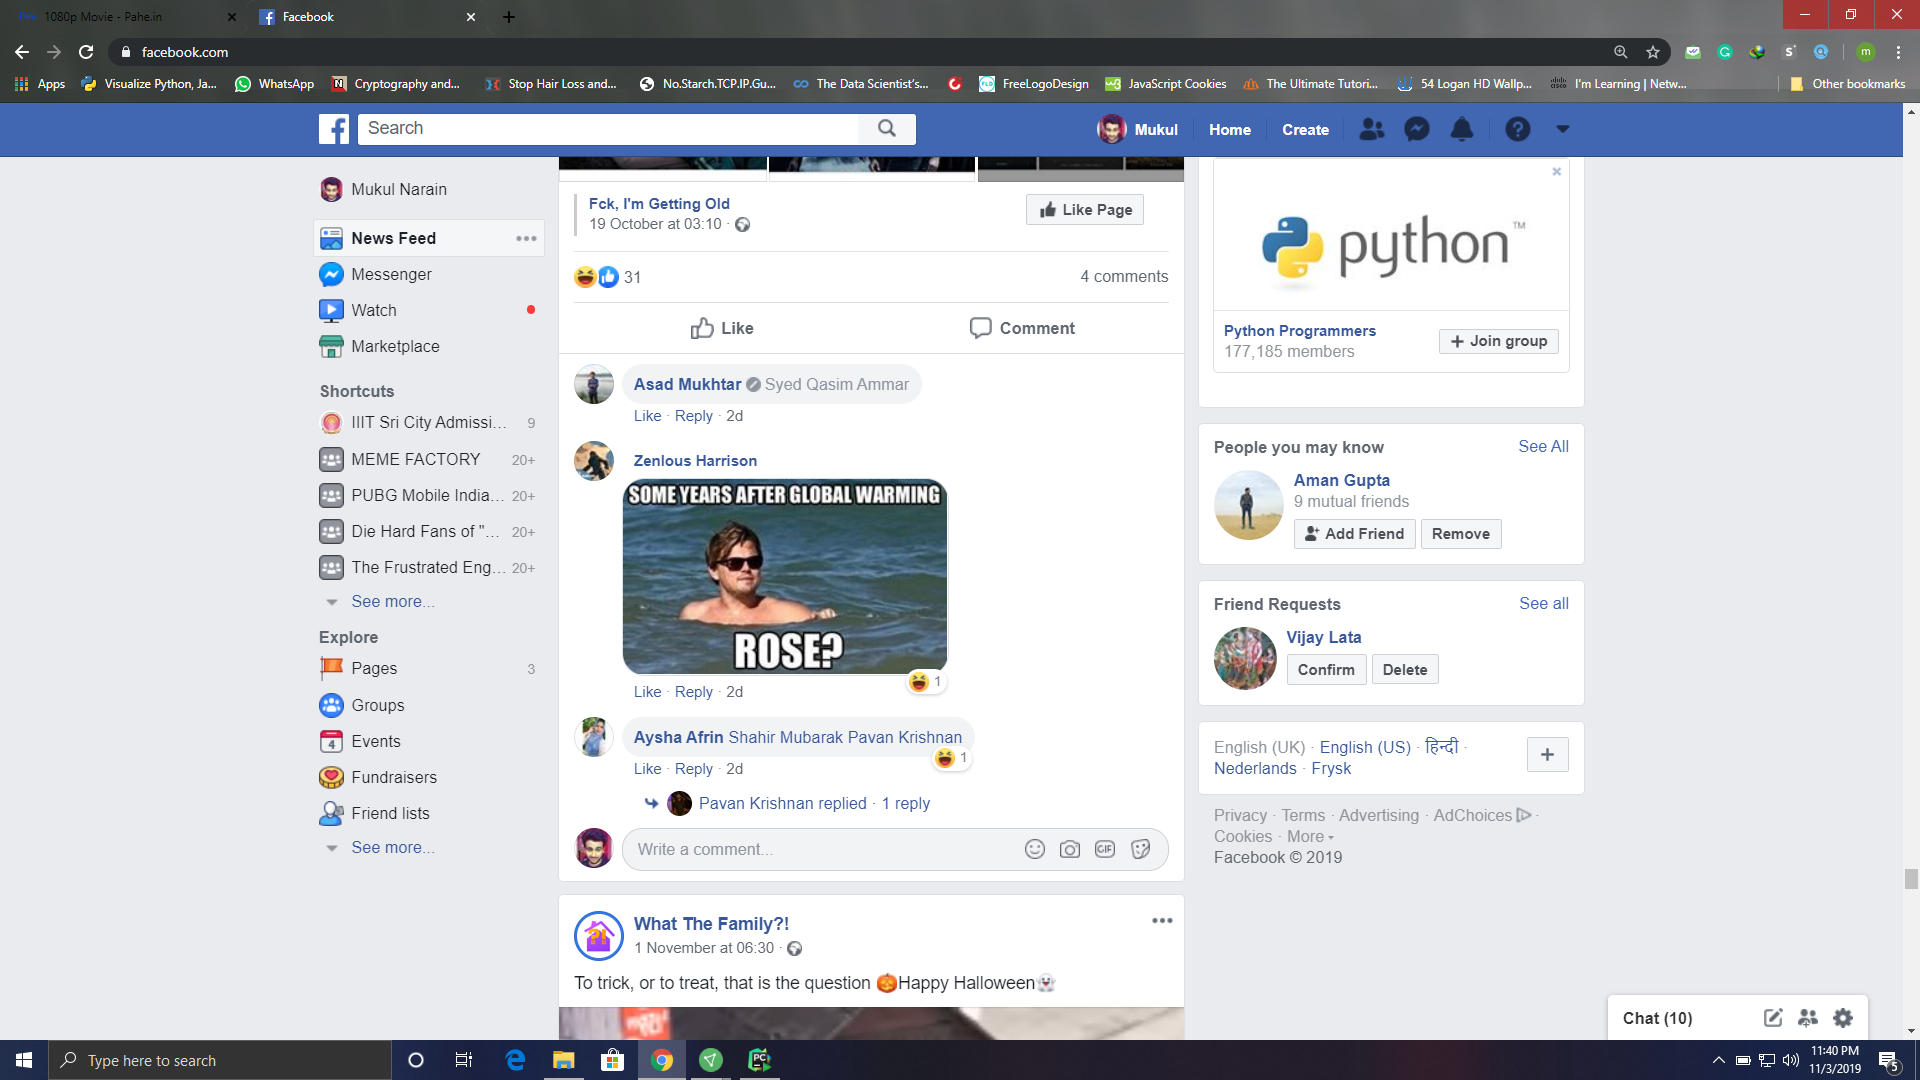 1080p Movie - Pahe.in
Facebook
facebook.com
Apps
Visualize Python, Ja...
WhatsApp
Cryptography and...
Stop Hair Loss and...
No.Starch.TCP.IP.Gu...
The Data Scientist's...
FreeLogoDesign
JavaScript Cookies
The Ultimate Tutori...
54 Logan HD Wallp...
I'm Learning | Netw...
Other bookmarks
Search
Mukul
Home
Create
Mukul Narain
News Feed
Messenger
Watch
Marketplace
Shortcuts
IIIT Sri City Admissi... 9
MEME FACTORY 20+
PUBG Mobile India... 20+
Die Hard Fans of "... 20+
The Frustrated Eng... 20+
See more...
Explore
Pages 3
Groups
Events
Fundraisers
Friend lists
See more...
Fck, I'm Getting Old
19 October at 03:10 ·
Like Page
31
4 comments
Like
Comment
Asad Mukhtar Syed Qasim Ammar
Like · Reply · 2d
Zenlous Harrison
SOME YEARS AFTER GLOBAL WARMING
ROSE?
1
Like · Reply · 2d
Aysha Afrin Shahir Mubarak Pavan Krishnan
1
Like · Reply · 2d
Pavan Krishnan replied · 1 reply
Write a comment...
GIF
What The Family?!
1 November at 06:30 ·
To trick, or to treat, that is the question 🎃Happy Halloween👻
python™
Python Programmers
177,185 members
Join group
People you may know
See All
Aman Gupta
9 mutual friends
Add Friend
Remove
Friend Requests
See all
Vijay Lata
Confirm
Delete
English (UK) · English (US) · हिन्दी ·
Nederlands · Frysk
Privacy · Terms · Advertising · AdChoices ·
Cookies · More
Facebook © 2019
Chat (10)
Type here to search
11:40 PM
11/3/2019
5